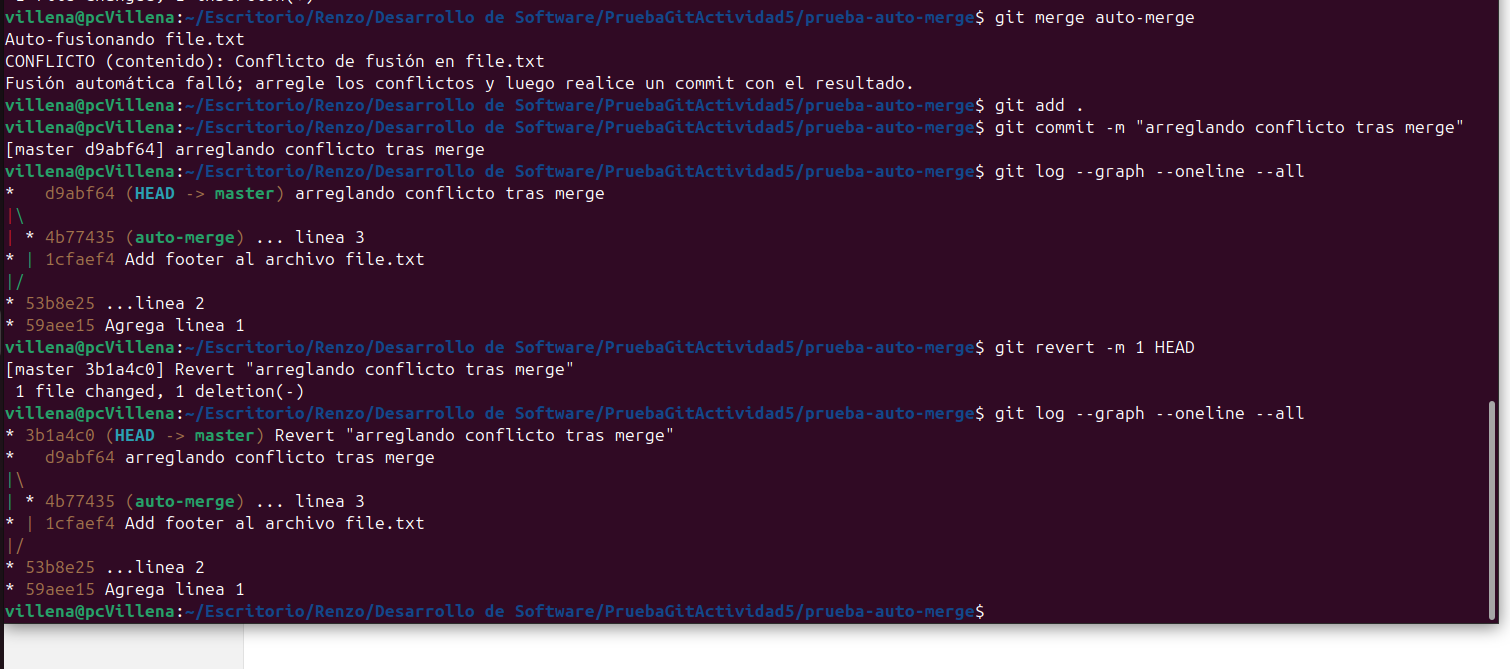 villena@pcVillena:~/Escritorio/Renzo/Desarrollo de Software/PruebaGitActividad5/prueba-auto-merge$ git merge auto-merge
Auto-fusionando file.txt
CONFLICTO (contenido): Conflicto de fusión en file.txt
Fusión automática falló; arregle los conflictos y luego realice un commit con el resultado.
villena@pcVillena:~/Escritorio/Renzo/Desarrollo de Software/PruebaGitActividad5/prueba-auto-merge$ git add .
villena@pcVillena:~/Escritorio/Renzo/Desarrollo de Software/PruebaGitActividad5/prueba-auto-merge$ git commit -m "arreglando conflicto tras merge"
[master d9abf64] arreglando conflicto tras merge
villena@pcVillena:~/Escritorio/Renzo/Desarrollo de Software/PruebaGitActividad5/prueba-auto-merge$ git log --graph --oneline --all
*   d9abf64 (HEAD -> master) arreglando conflicto tras merge
|\
| * 4b77435 (auto-merge) ... linea 3
* | 1cfaef4 Add footer al archivo file.txt
|/
* 53b8e25 ...linea 2
* 59aee15 Agrega linea 1
villena@pcVillena:~/Escritorio/Renzo/Desarrollo de Software/PruebaGitActividad5/prueba-auto-merge$ git revert -m 1 HEAD
[master 3b1a4c0] Revert "arreglando conflicto tras merge"
 1 file changed, 1 deletion(-)
villena@pcVillena:~/Escritorio/Renzo/Desarrollo de Software/PruebaGitActividad5/prueba-auto-merge$ git log --graph --oneline --all
* 3b1a4c0 (HEAD -> master) Revert "arreglando conflicto tras merge"
*   d9abf64 arreglando conflicto tras merge
|\
| * 4b77435 (auto-merge) ... linea 3
* | 1cfaef4 Add footer al archivo file.txt
|/
* 53b8e25 ...linea 2
* 59aee15 Agrega linea 1
villena@pcVillena:~/Escritorio/Renzo/Desarrollo de Software/PruebaGitActividad5/prueba-auto-merge$